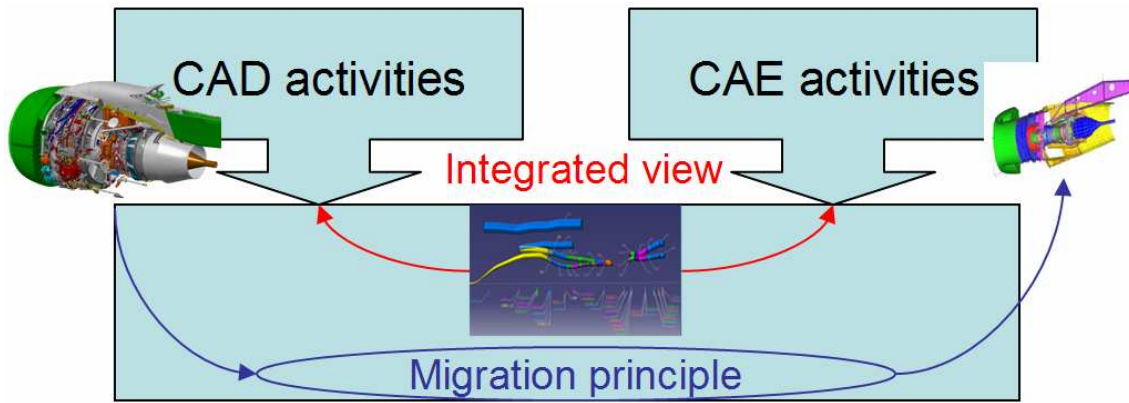 CAD activities
CAE activities
Integrated view
Migration principle